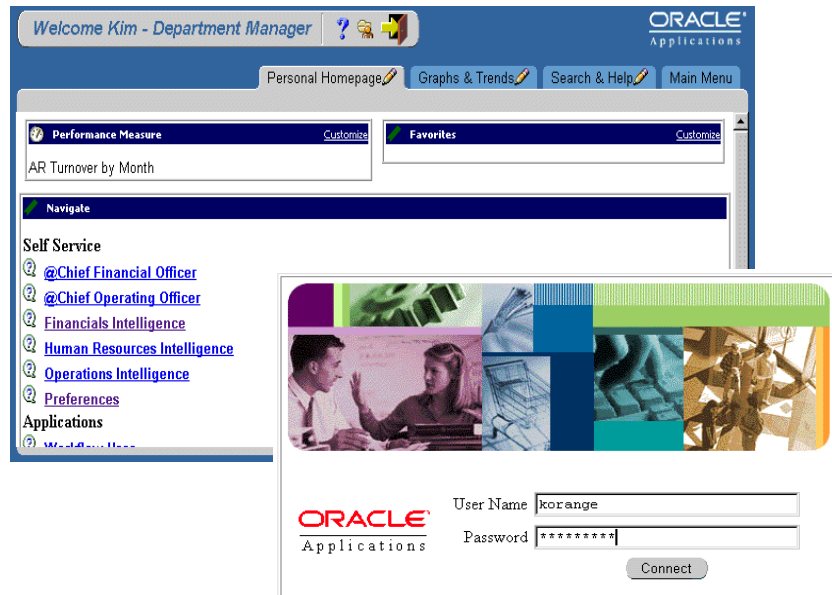 Welcome Kim - Department Manager
ORACLE
Applications
Personal Homepage
Graphs & Trends
Search & Help
Main Menu
Performance Measure
Customize
Favorites
Customize
AR Turnover by Month
Navigate
Self Service
@Chief Financial Officer
@Chief Operating Officer
Financials Intelligence
Human Resources Intelligence
Operations Intelligence
Preferences
Applications
User Name korange
ORACLE
Password *********
Applications
Connect